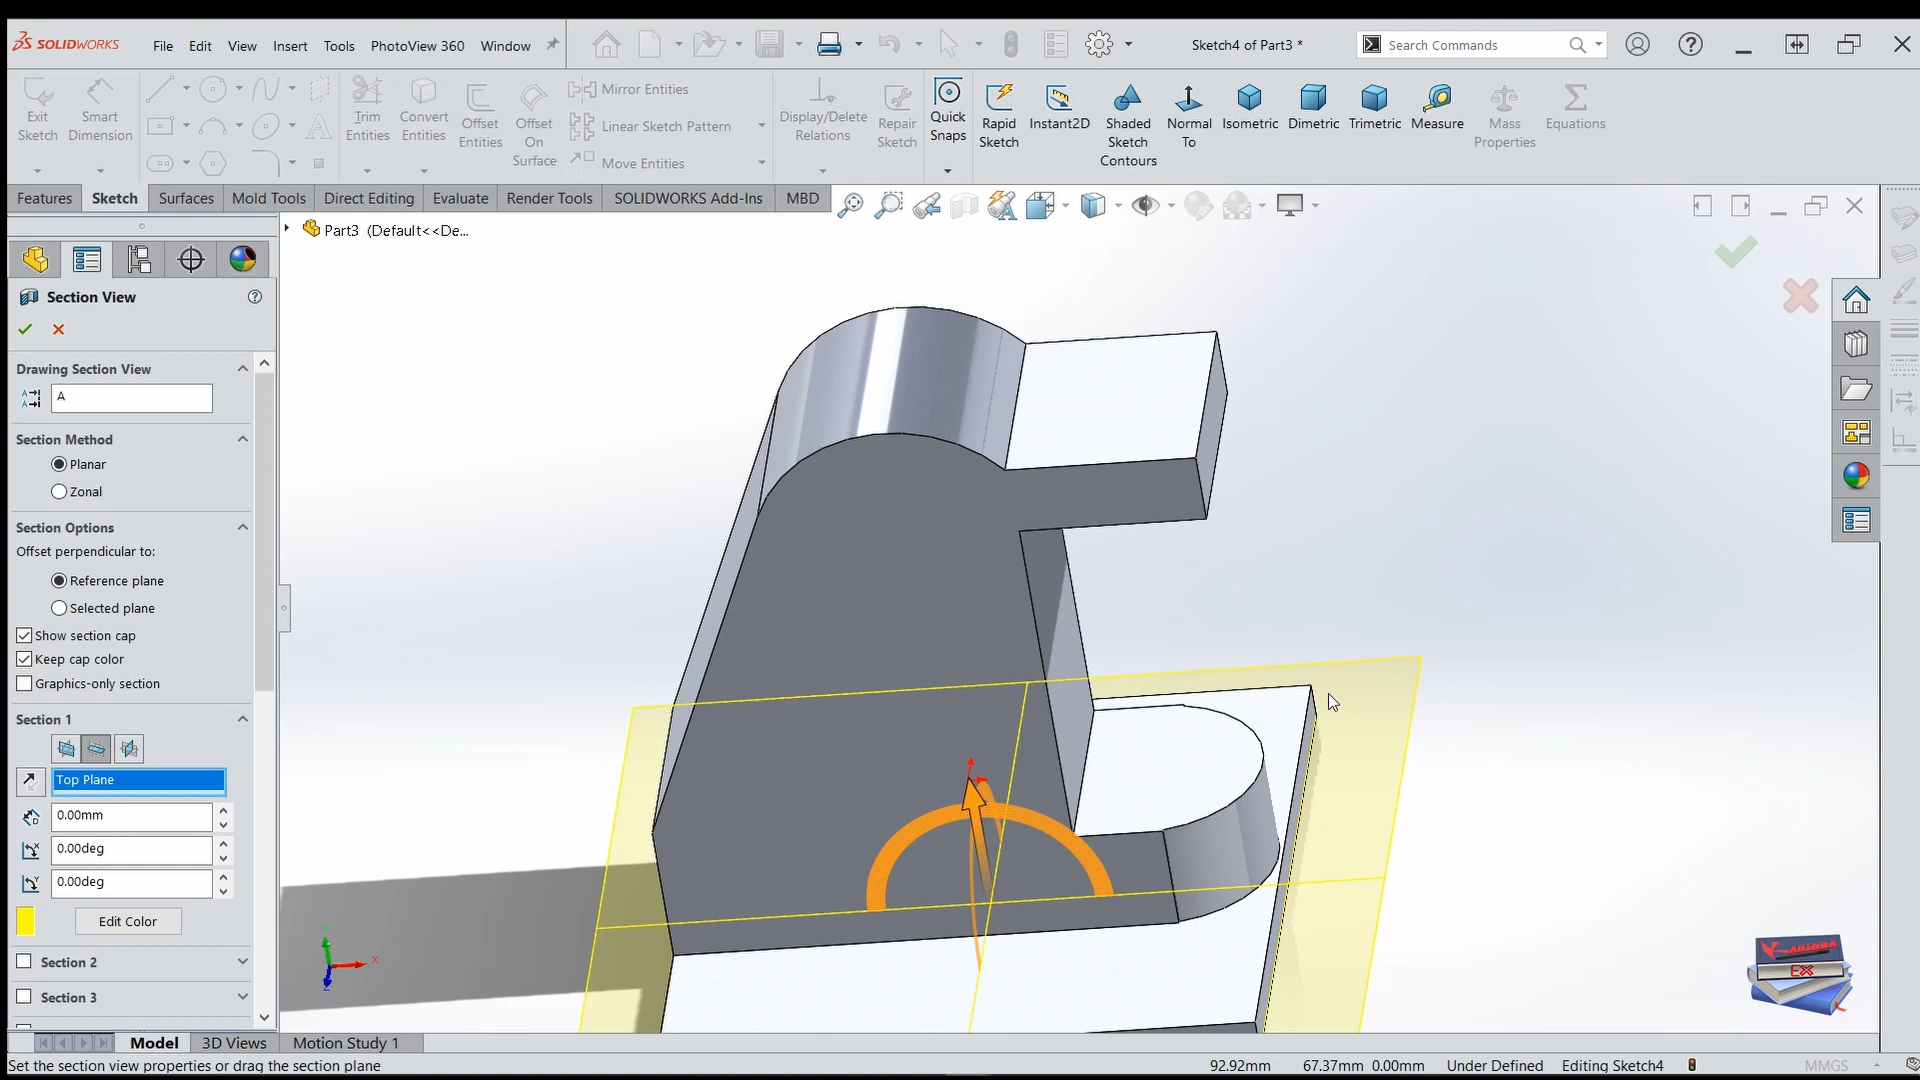 SOLIDWORKS
File Edit View Insert Tools PhotoView 360 Window
Sketch4 of Part3 *
Search Commands
Exit Sketch
Smart Dimension
Trim Entities
Convert Entities
Offset Entities
Offset On Surface
Mirror Entities
Linear Sketch Pattern
Move Entities
Display/Delete Relations
Repair Sketch
Quick Snaps
Rapid Sketch
Instant2D
Shaded Sketch Contours
Normal To
Isometric
Dimetric
Trimetric
Measure
Mass Properties
Equations
Features Sketch Surfaces Mold Tools Direct Editing Evaluate Render Tools SOLIDWORKS Add-Ins MBD
Part3 (Default<<De...
Section View
Drawing Section View
A
Section Method
Planar
Zonal
Section Options
Offset perpendicular to:
Reference plane
Selected plane
Show section cap
Keep cap color
Graphics-only section
Section 1
Top Plane
0.00mm
0.00deg
0.00deg
Edit Color
Section 2
Section 3
X
EX
Model 3D Views Motion Study 1
Set the section view properties or drag the section plane
92.92mm 67.37mm 0.00mm Under Defined Editing Sketch4 MMGS